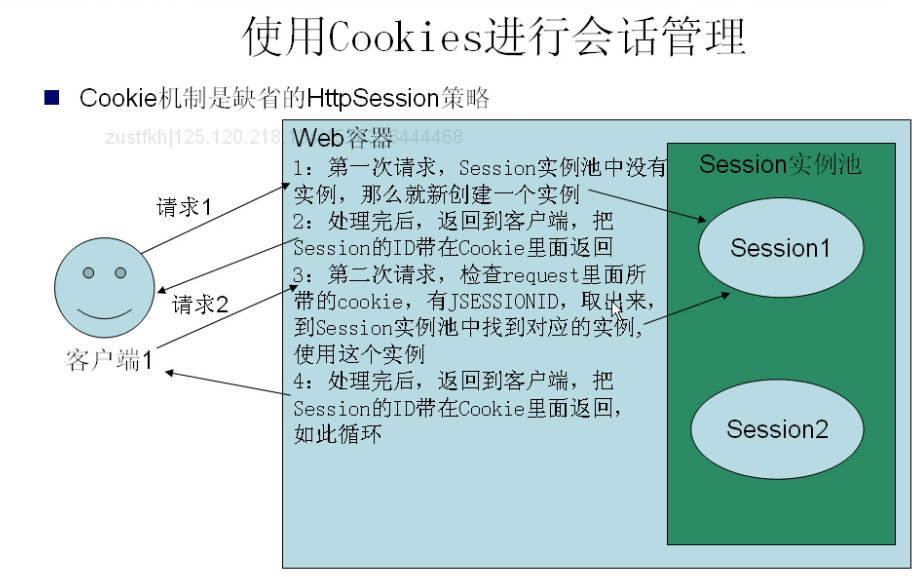 使用Cookies进行会话管理
Cookie机制是缺省的HttpSession策略
Web容器
1：第一次请求，Session实例池中没有
实例，那么就新创建一个实例
2：处理完后，返回到客户端，把
Session的ID带在Cookie里面返回
3：第二次请求，检查request里面所
带的cookie，有JSESSIONID，取出来，
到Session实例池中找到对应的实例，
使用这个实例
4：处理完后，返回到客户端，把
Session的ID带在Cookie里面返回，
如此循环
请求1
请求2
客户端1
Session实例池
Session1
Session2